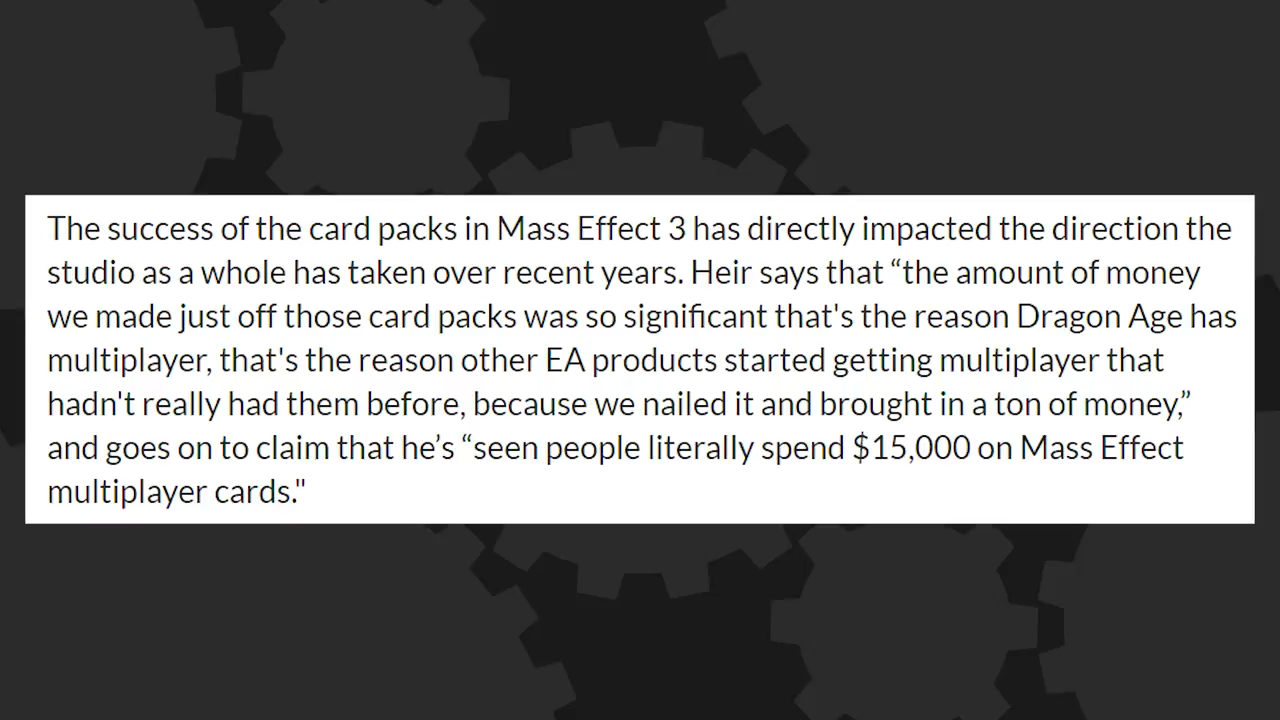 The success of the card packs in Mass Effect 3 has directly impacted the direction the
studio as a whole has taken over recent years. Heir says that “the amount of money
we made just off those card packs was so significant that's the reason Dragon Age has
multiplayer, that's the reason other EA products started getting multiplayer that
hadn't really had them before, because we nailed it and brought in a ton of money,”
and goes on to claim that he’s “seen people literally spend $15,000 on Mass Effect
multiplayer cards."